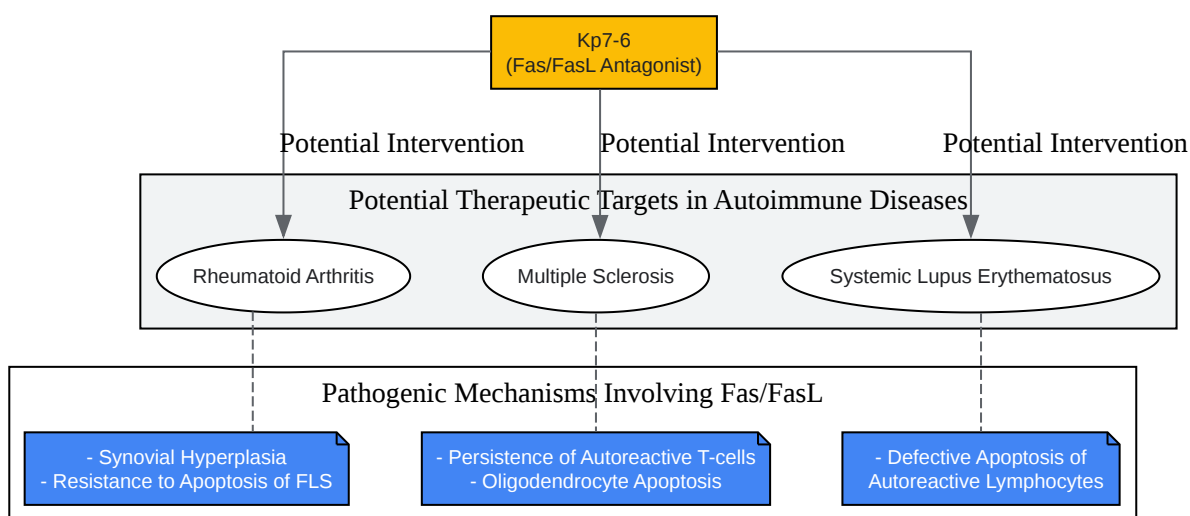 Kp7-6
(Fas/FasL Antagonist)
Potential Intervention
Potential Intervention
Potential Intervention
Potential Therapeutic Targets in Autoimmune Diseases
Rheumatoid Arthritis
Multiple Sclerosis
Systemic Lupus Erythematosus
Pathogenic Mechanisms Involving Fas/FasL
- Synovial Hyperplasia
- Resistance to Apoptosis of FLS
- Persistence of Autoreactive T-cells
- Oligodendrocyte Apoptosis
- Defective Apoptosis of
Autoreactive Lymphocytes